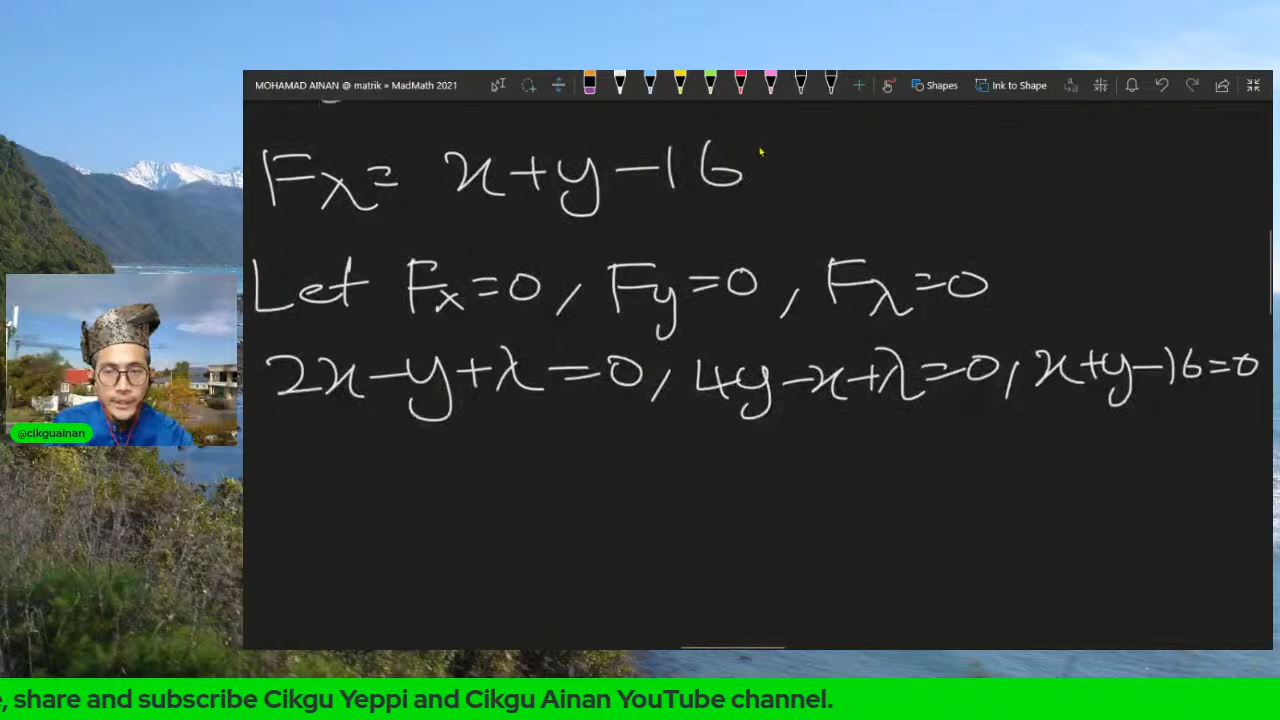 MOHAMAD AINAN @ matrik » MadMath 2021
Shapes
Ink to Shape
Fλ = x+y−16
Let Fx=0, Fy=0, Fλ=0
2x−y+λ=0, 4y−x+λ=0, x+y−16=0
@cikguainan
, share and subscribe Cikgu Yeppi and Cikgu Ainan YouTube channel.